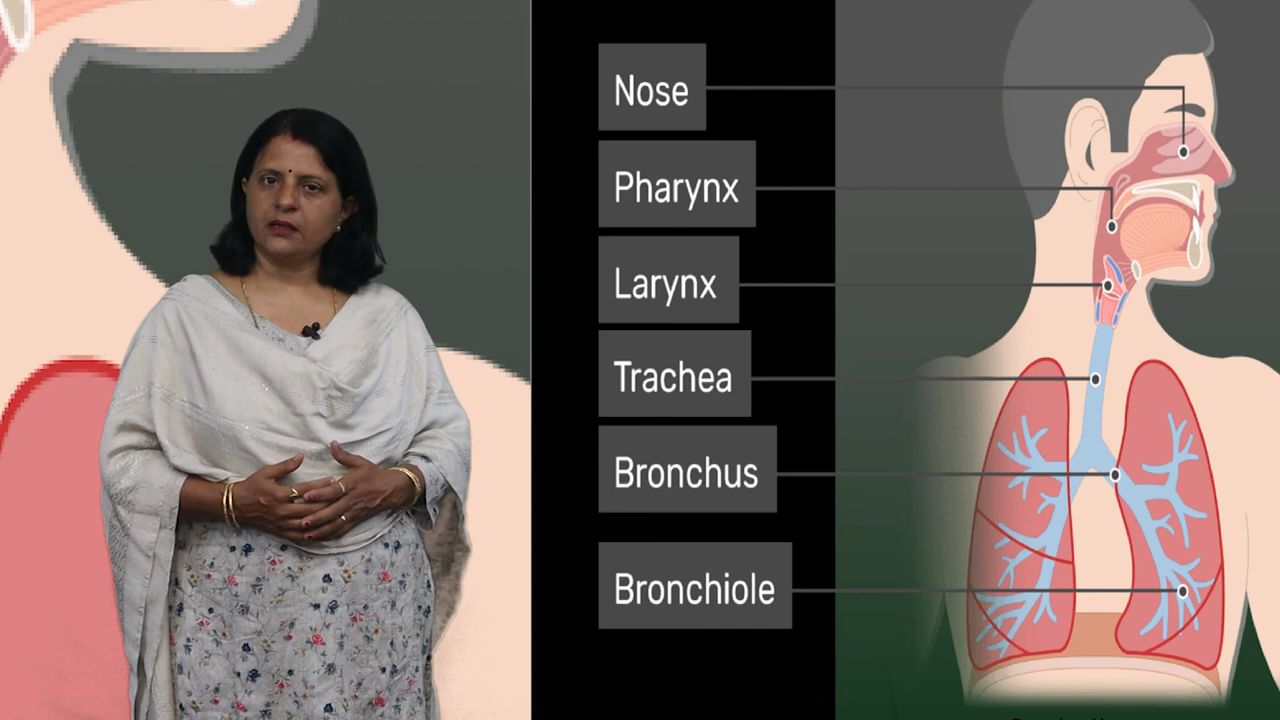 Nose
Pharynx
Larynx
Trachea
Bronchus
Bronchiole